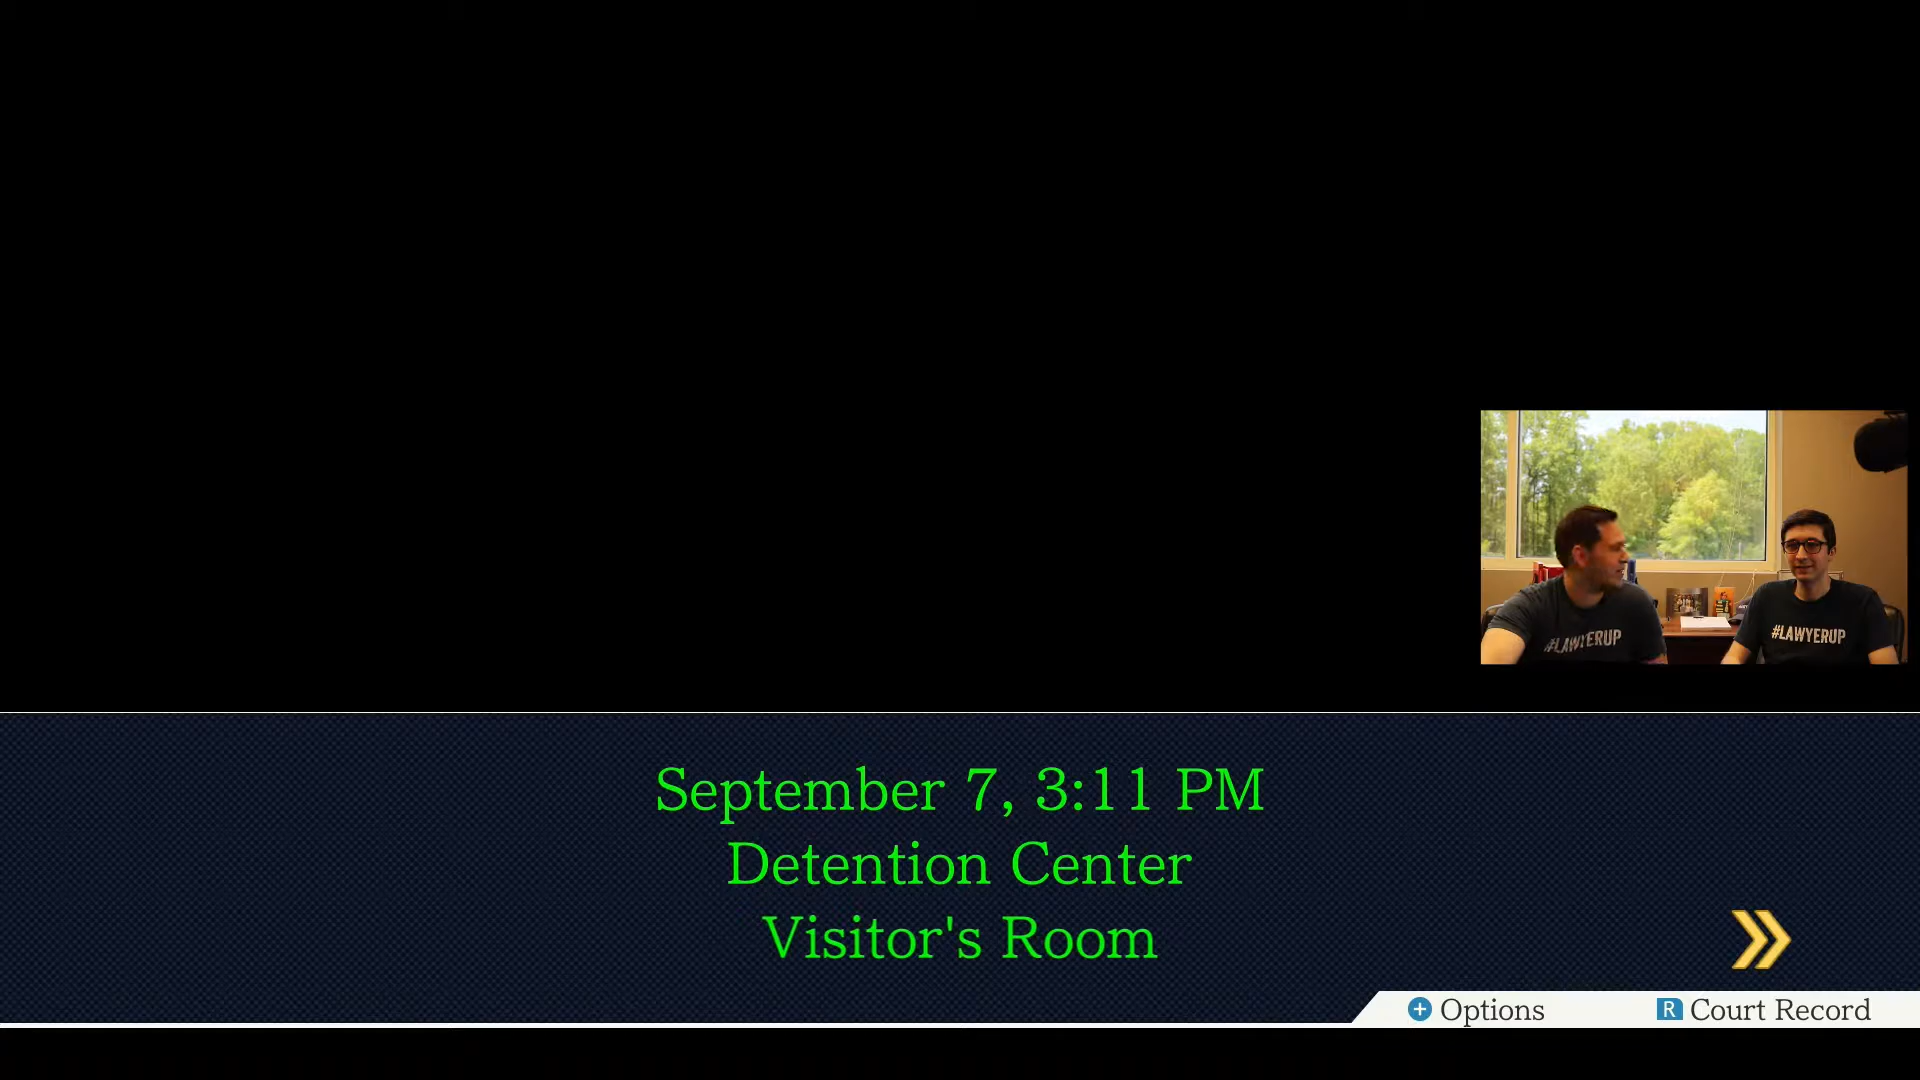 #LAWYERUP
#LAWYERUP
September 7, 3:11 PM
Detention Center
Visitor's Room
+ Options
R Court Record